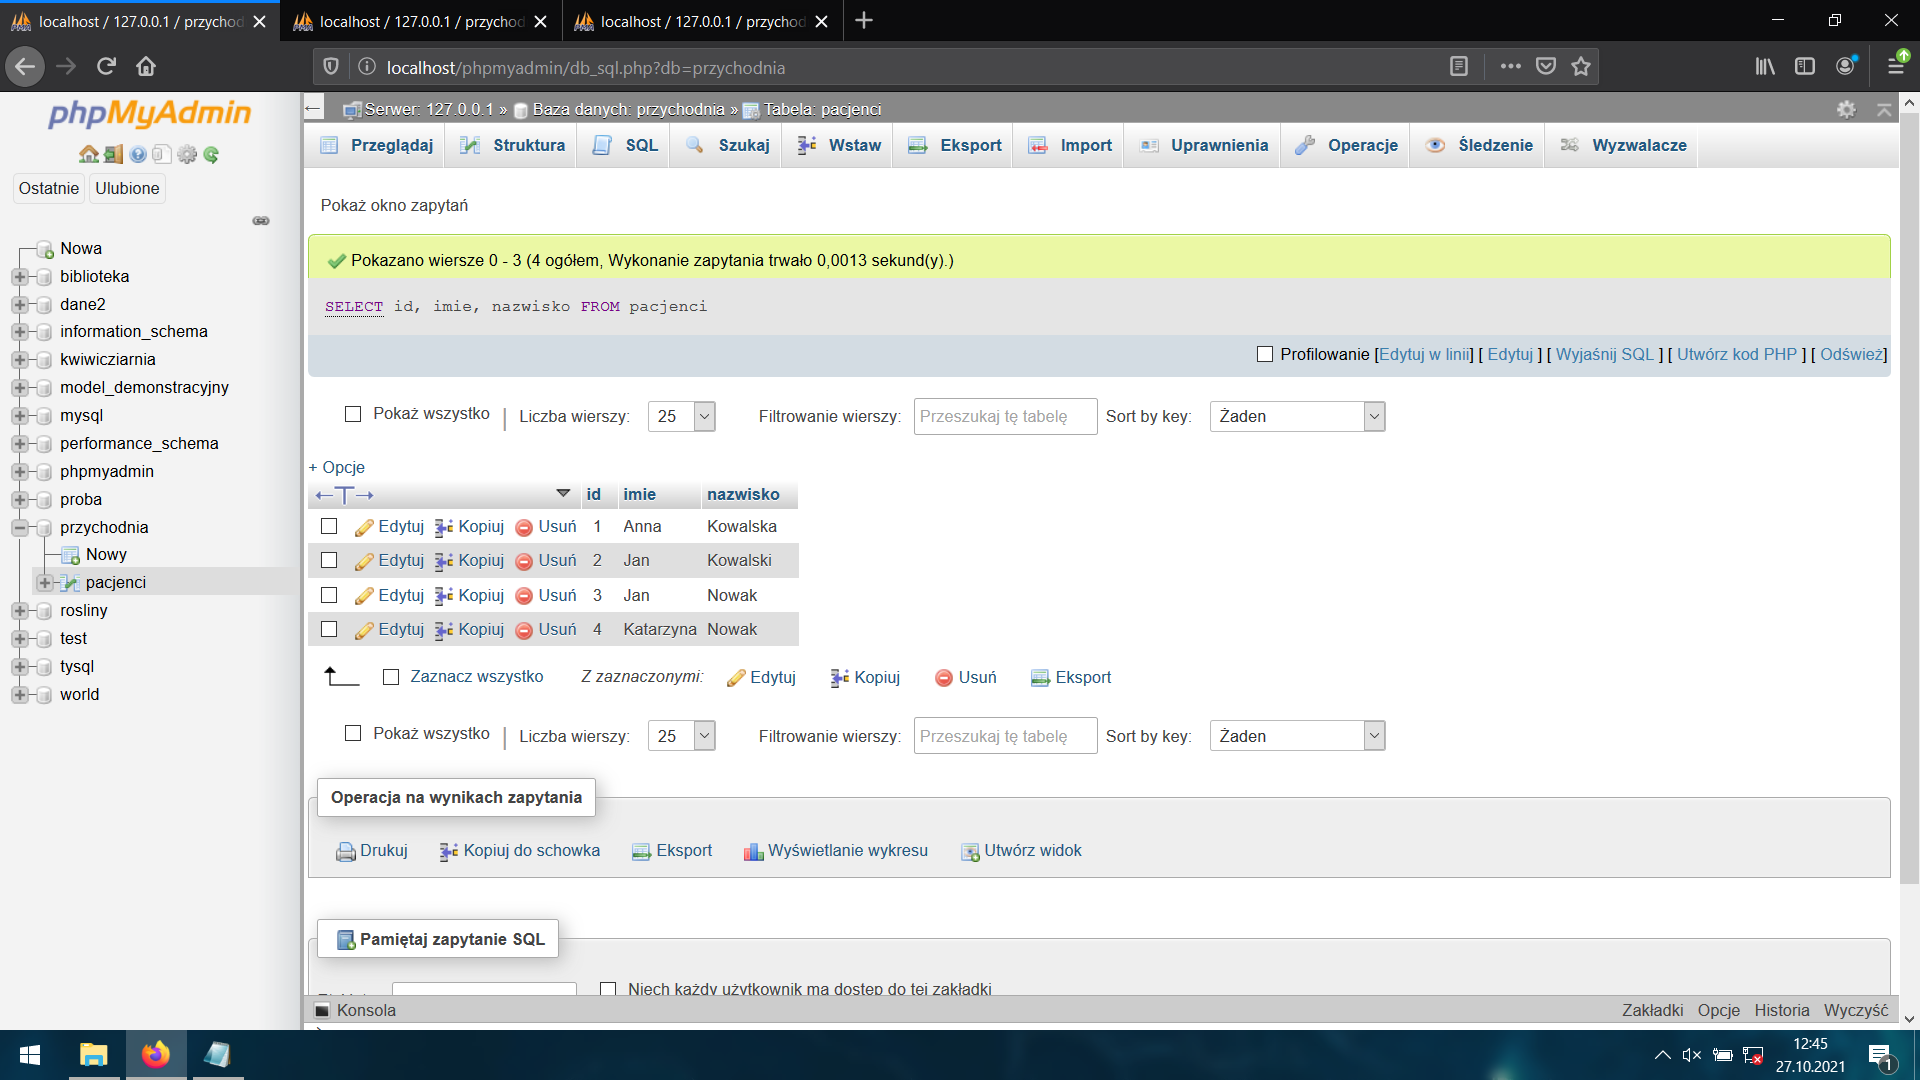 localhost / 127.0.0.1 / przychod
localhost / 127.0.0.1 / przychod
localhost / 127.0.0.1 / przychod
localhost/phpmyadmin/db_sql.php?db=przychodnia
phpMyAdmin
Ostatnie Ulubione
Nowa
biblioteka
dane2
information_schema
kwiwicziarnia
model_demonstracyjny
mysql
performance_schema
phpmyadmin
proba
przychodnia
Nowy
pacjenci
rosliny
test
tysql
world
Serwer: 127.0.0.1 » Baza danych: przychodnia » Tabela: pacjenci
Przeglądaj Struktura SQL Szukaj Wstaw Eksport Import Uprawnienia Operacje Śledzenie Wyzwalacze
Pokaż okno zapytań
Pokazano wiersze 0 - 3 (4 ogółem, Wykonanie zapytania trwało 0,0013 sekund(y).)
SELECT id, imie, nazwisko FROM pacjenci
Profilowanie [Edytuj w linii] [ Edytuj ] [ Wyjaśnij SQL ] [ Utwórz kod PHP ] [ Odśwież]
Pokaż wszystko | Liczba wierszy: 25 Filtrowanie wierszy: Przeszukaj tę tabelę Sort by key: Żaden
+ Opcje
←T→ id imie nazwisko
Edytuj Kopiuj Usuń 1 Anna Kowalska
Edytuj Kopiuj Usuń 2 Jan Kowalski
Edytuj Kopiuj Usuń 3 Jan Nowak
Edytuj Kopiuj Usuń 4 Katarzyna Nowak
Zaznacz wszystko Z zaznaczonymi: Edytuj Kopiuj Usuń Eksport
Pokaż wszystko | Liczba wierszy: 25 Filtrowanie wierszy: Przeszukaj tę tabelę Sort by key: Żaden
Operacja na wynikach zapytania
Drukuj Kopiuj do schowka Eksport Wyświetlanie wykresu Utwórz widok
Pamiętaj zapytanie SQL
Niech każdy użytkownik ma dostęp do tej zakładki
Konsola Zakładki Opcje Historia Wyczyść
12:45
27.10.2021
1